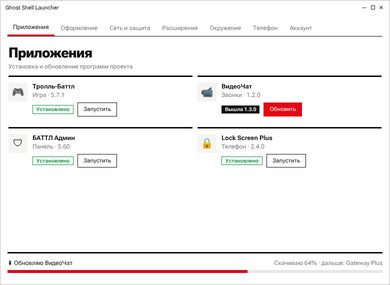 Ghost Shell Launcher
Приложения Оформление Сеть и защита Расширения Окружение Телефон Аккаунт
Приложения
Установка и обновление программ проекта
Тролль-Баттл
Игра · 5.7.1
Установлено Запустить
ВидеоЧат
Звонки · 1.2.0
Вышла 1.3.0 Обновить
БАТТЛ Админ
Панель · 5.60
Установлено Запустить
Lock Screen Plus
Телефон · 2.4.0
Установлено Запустить
⬇ Обновляю ВидеоЧат
Скачиваю 64% · дальше: Gateway Plus